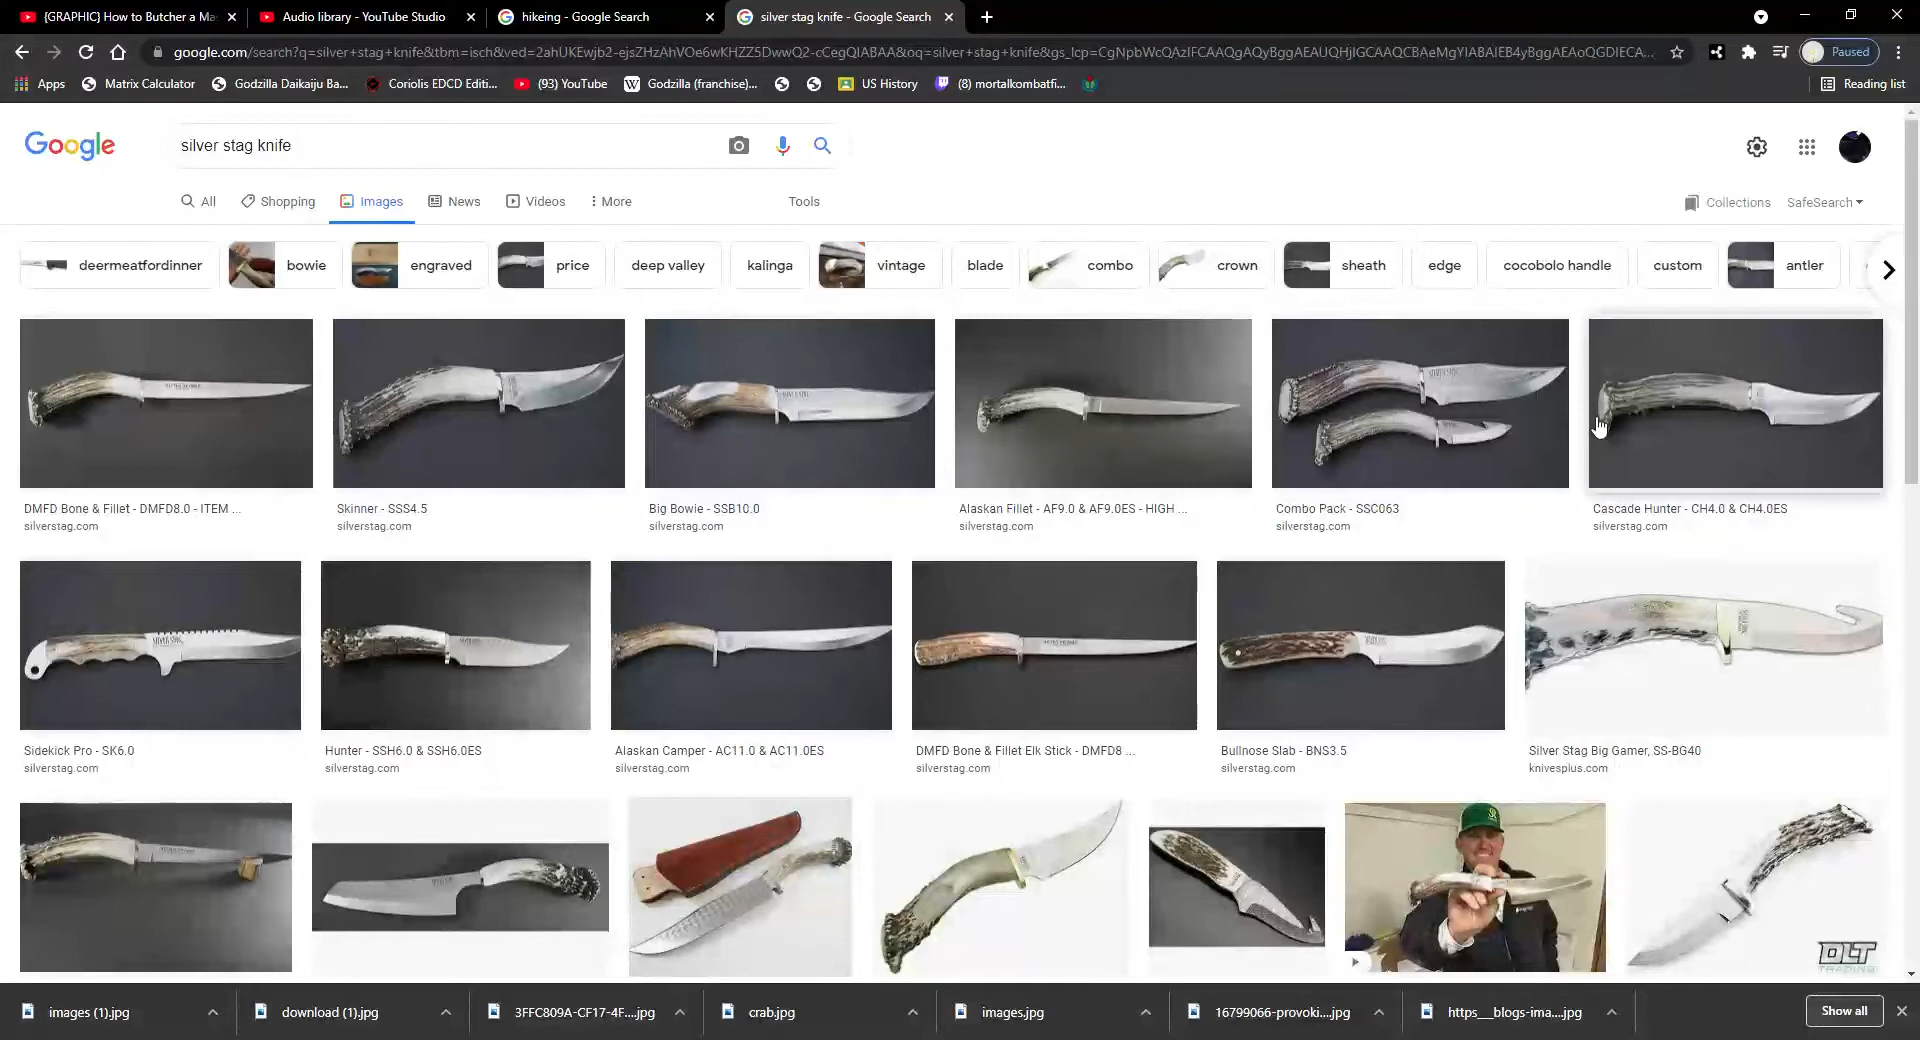 {GRAPHIC} How to Butcher a Ma
Audio library - YouTube Studio
hikeing - Google Search
silver stag knife - Google Search
google.com/search?q=silver+stag+knife&tbm=isch&ved=2ahUKEwjb2-ejsZHzAhVOe6wKHZZ5DwwQ2-cCegQIABAA&oq=silver+stag+knife&gs_lcp=CgNpbWcQAzIFCAAQgAQyBggAEAUQHjIGCAAQCBAeMgYIABAIEB4yBggAEAoQGDIECA...
Paused
Apps
Matrix Calculator
Godzilla Daikaiju Ba...
Coriolis EDCD Editi...
(93) YouTube
Godzilla (franchise)...
US History
(8) mortalkombatfi...
Reading list
Google
silver stag knife
All
Shopping
Images
News
Videos
More
Tools
Collections
SafeSearch
deermeatfordinner
bowie
engraved
price
deep valley
kalinga
vintage
blade
combo
crown
sheath
edge
cocobolo handle
custom
antler
DMFD Bone & Fillet - DMFD8.0 - ITEM ...
silverstag.com
Skinner - SSS4.5
silverstag.com
Big Bowie - SSB10.0
silverstag.com
Alaskan Fillet - AF9.0 & AF9.0ES - HIGH ...
silverstag.com
Combo Pack - SSC063
silverstag.com
Cascade Hunter - CH4.0 & CH4.0ES
silverstag.com
Sidekick Pro - SK6.0
silverstag.com
Hunter - SSH6.0 & SSH6.0ES
silverstag.com
Alaskan Camper - AC11.0 & AC11.0ES
silverstag.com
DMFD Bone & Fillet Elk Stick - DMFD8 ...
silverstag.com
Bullnose Slab - BNS3.5
silverstag.com
Silver Stag Big Gamer, SS-BG40
knivesplus.com
DLT
TRADING
images (1).jpg
download (1).jpg
3FFC809A-CF17-4F....jpg
crab.jpg
images.jpg
16799066-provoki....jpg
https___blogs-ima....jpg
Show all